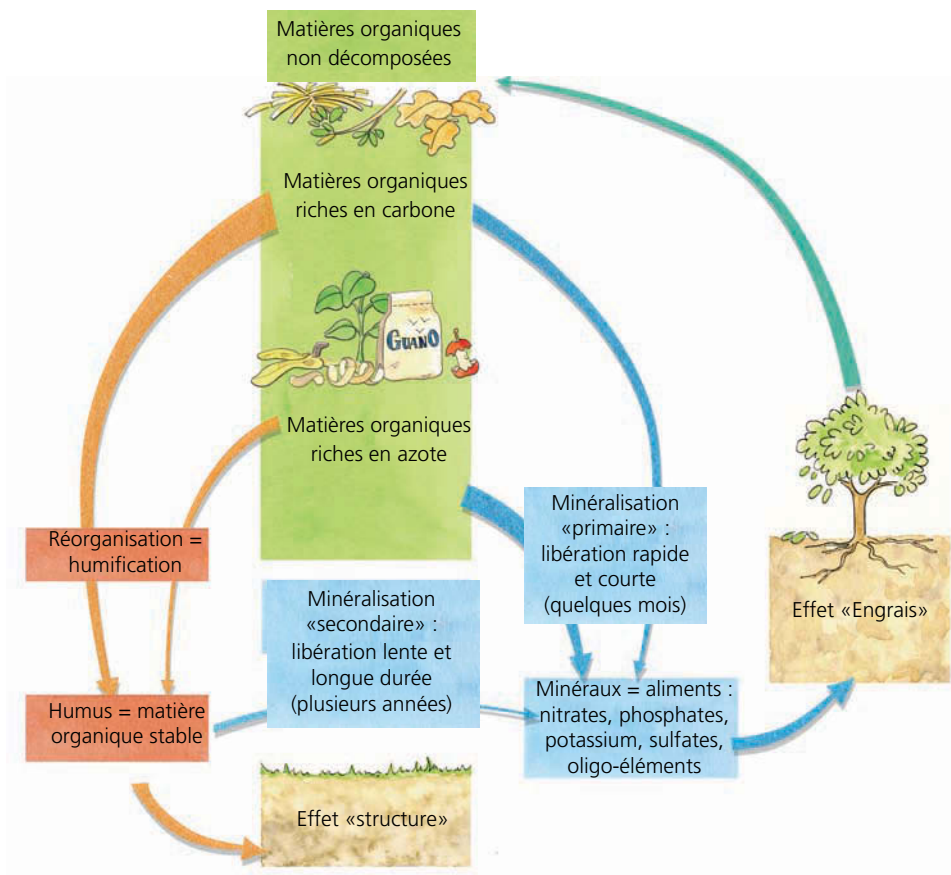 Matières organiques
non décomposées
Matières organiques
riches en carbone
GUANO
Matières organiques
riches en azote
Réorganisation =
humification
Minéralisation
«primaire» :
libération rapide
et courte
(quelques mois)
Minéralisation
«secondaire» :
libération lente et
longue durée
(plusieurs années)
Effet «Engrais»
Humus = matière
organique stable
Minéraux = aliments :
nitrates, phosphates,
potassium, sulfates,
oligo-éléments
Effet «structure»